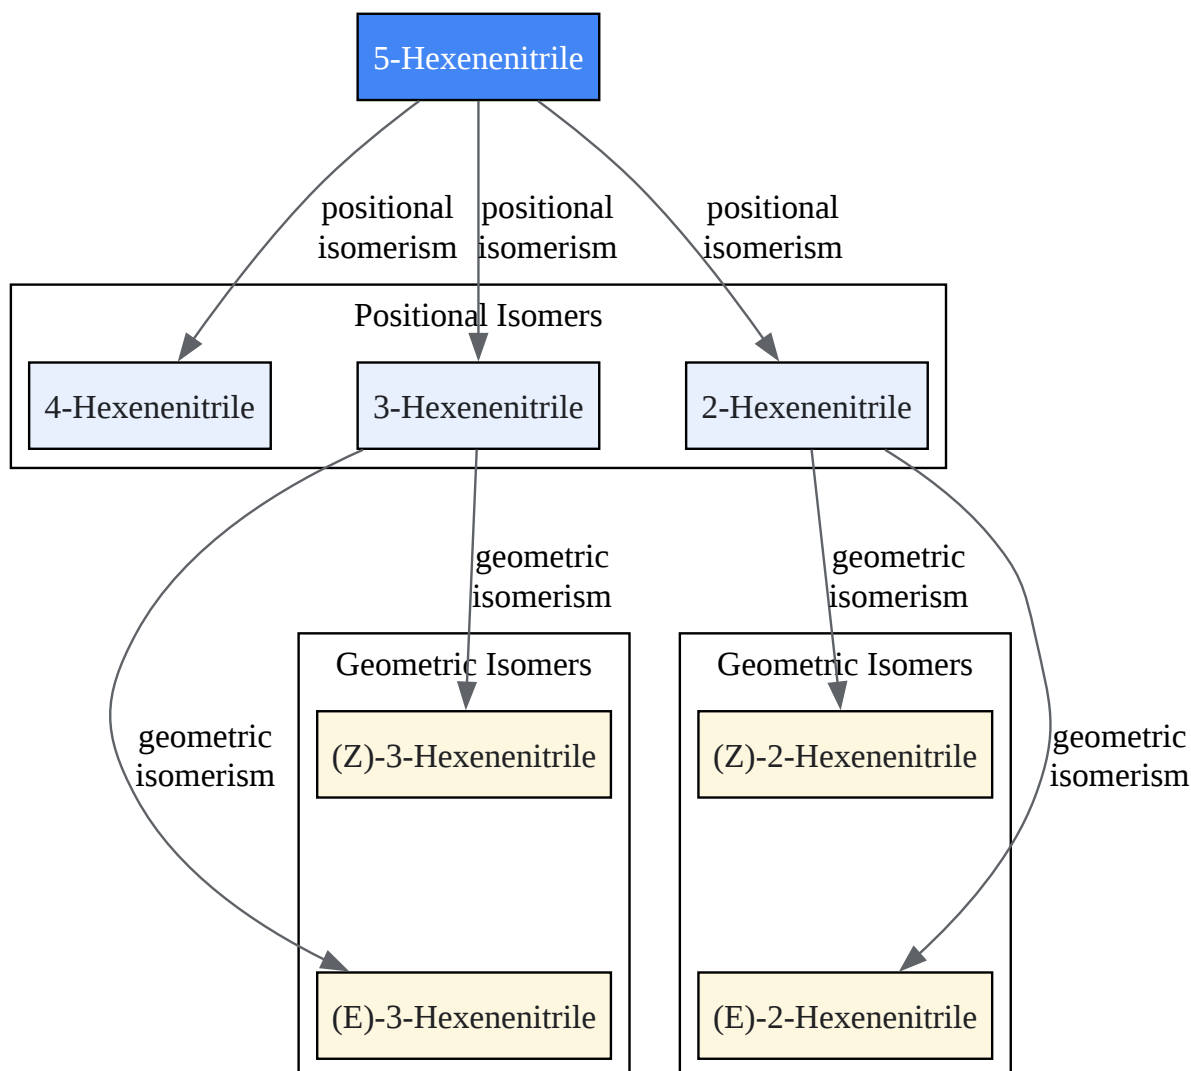 5-Hexenenitrile
positional
isomerism
positional
isomerism
positional
isomerism
Positional Isomers
4-Hexenenitrile
3-Hexenenitrile
2-Hexenenitrile
geometric
isomerism
geometric
isomerism
Geometric Isomers
Geometric Isomers
geometric
isomerism
(Z)-3-Hexenenitrile
(Z)-2-Hexenenitrile
geometric
isomerism
(E)-3-Hexenenitrile
(E)-2-Hexenenitrile